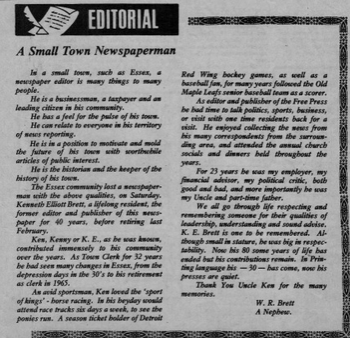 EDITORIAL
A Small Town Newspaperman
In a small town, such as Essex, a
newspaper editor is many things to many
people.
He is a businessman, a taxpayer and an
leading citizen in his community.
He has a feel for the pulse of his town.
He can relate to everyone in his territory
of news reporting.
He is in a position to motivate and mold
the future of his town with worthwhile
articles of public interest.
He is the historian and the keeper of the
history of his town.
The Essex community lost a newspaper-
man with the above qualities, on Saturday.
Kenneth Elliott Brett, a lifelong resident, the
former editor and publisher of this news-
paper for 40 years, before retiring last
February.
Ken, Kenny or K. E., as he was known,
contributed immensely to his community
over the years. As Town Clerk for 32 years
he had seen many changes in Essex, from the
depression days in the 30's to his retirement
as clerk in 1965.
An avid sportsman, Ken loved the 'sport
of kings' - horse racing. In his heyday would
attend race tracks six days a week, to see the
ponies run. A season ticket holder of Detroit
Red Wing hockey games, as well as a
baseball fan, for many years followed the Old
Maple Leafs senior baseball team as a scorer.
As editor and publisher of the Free Press
he had time to talk politics, sports, business,
or visit with one time residents back for a
visit. He enjoyed collecting the news from
his many correspondents from the surroun-
ding area, and attended the annual church
socials and dinners held throughout the
years.
For 25 years he was my employer, my
financial advisor, my political critic, both
good and bad, and more importantly he was
my Uncle and part-time father.
We all go through life respecting and
remembering someone for their qualities of
leadership, understanding and sound advise.
K. E. Brett is one to be remembered. Al-
though small in stature, he was big in respec-
tability. Now his 80 some years of life has
ended but his contributions remain. In Prin-
ting language his — 30 — has come, now his
presses are quiet.
Thank You Uncle Ken for the many
memories.
W. R. Brett
A Nephew.